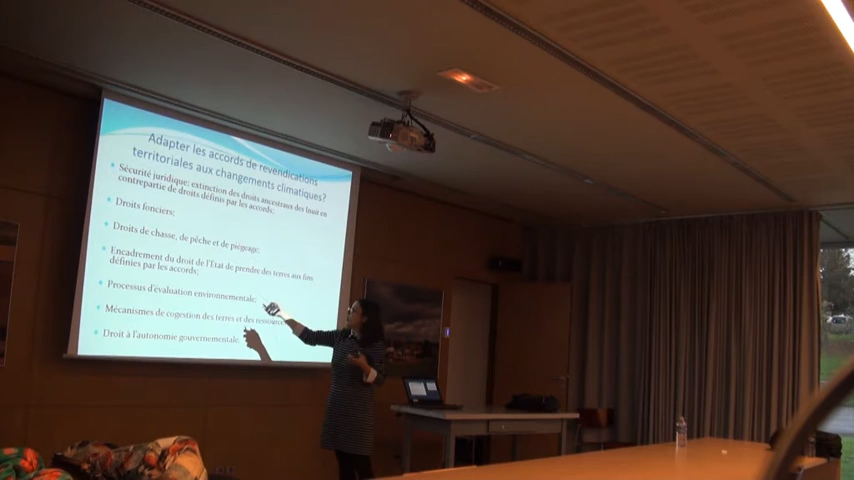 Adapter les accords de revendications
territoriales aux changements climatiques?
Sécurité juridique: extinction des droits ancestraux des Inuit en
contrepartie de droits définis par les accords;
Droits fonciers;
Droits de chasse, de pêche et de piégeage;
Encadrement du droit de l'État de prendre des terres aux fins
définies par les accords;
Processus d'évaluation environnementale;
Mécanismes de cogestion des terres et des ressources
Droit à l'autonomie gouvernementale.